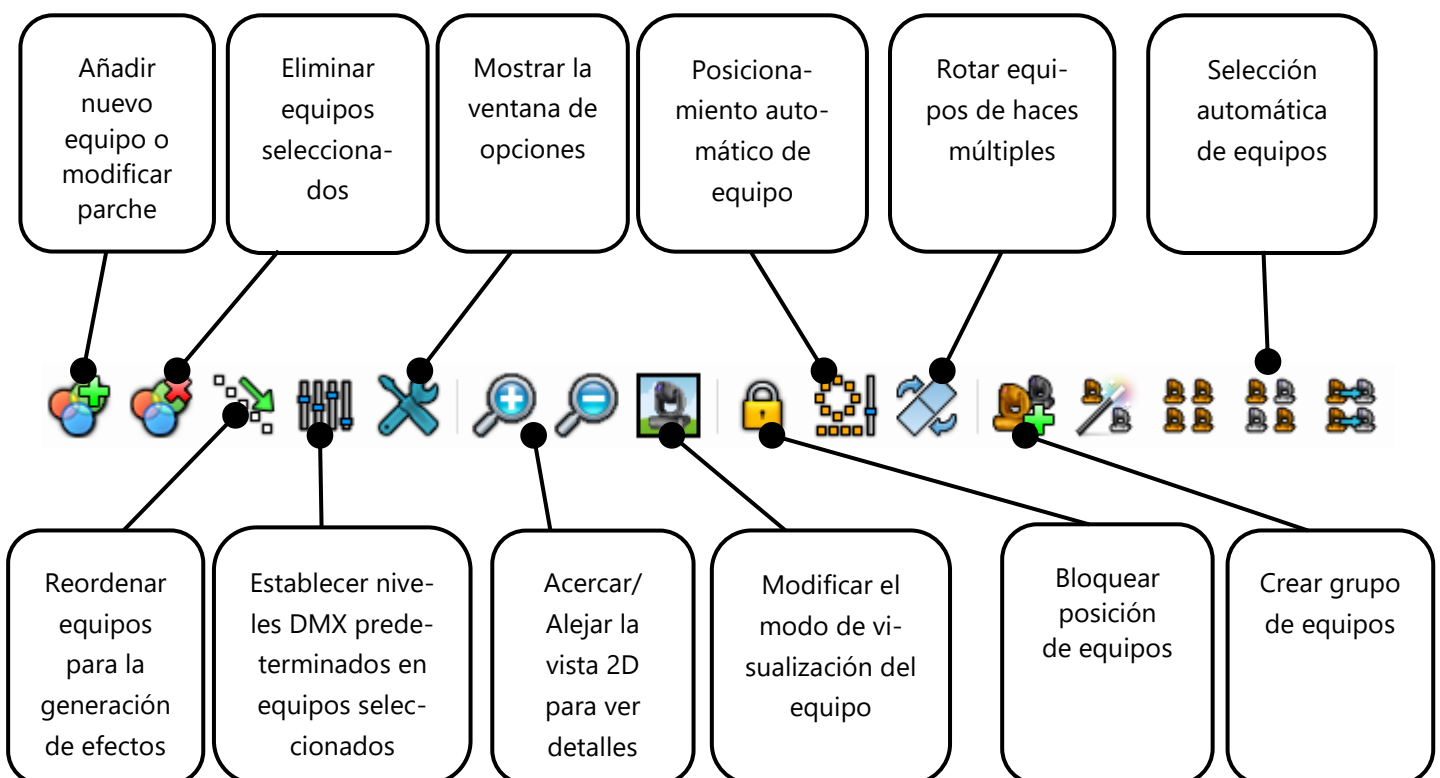 Añadir
nuevo
equipo o
modificar
parche
Eliminar
equipos
selecciona-
dos
Mostrar la
ventana de
opciones
Posiciona-
miento auto-
mático de
equipo
Rotar equi-
pos de haces
múltiples
Selección
automática
de equipos
Reordenar
equipos
para la
generación
de efectos
Establecer nive-
les DMX prede-
terminados en
equipos selec-
cionados
Acercar/
Alejar la
vista 2D
para ver
detalles
Modificar el
modo de vi-
sualización del
equipo
Bloquear
posición
de equipos
Crear grupo
de equipos